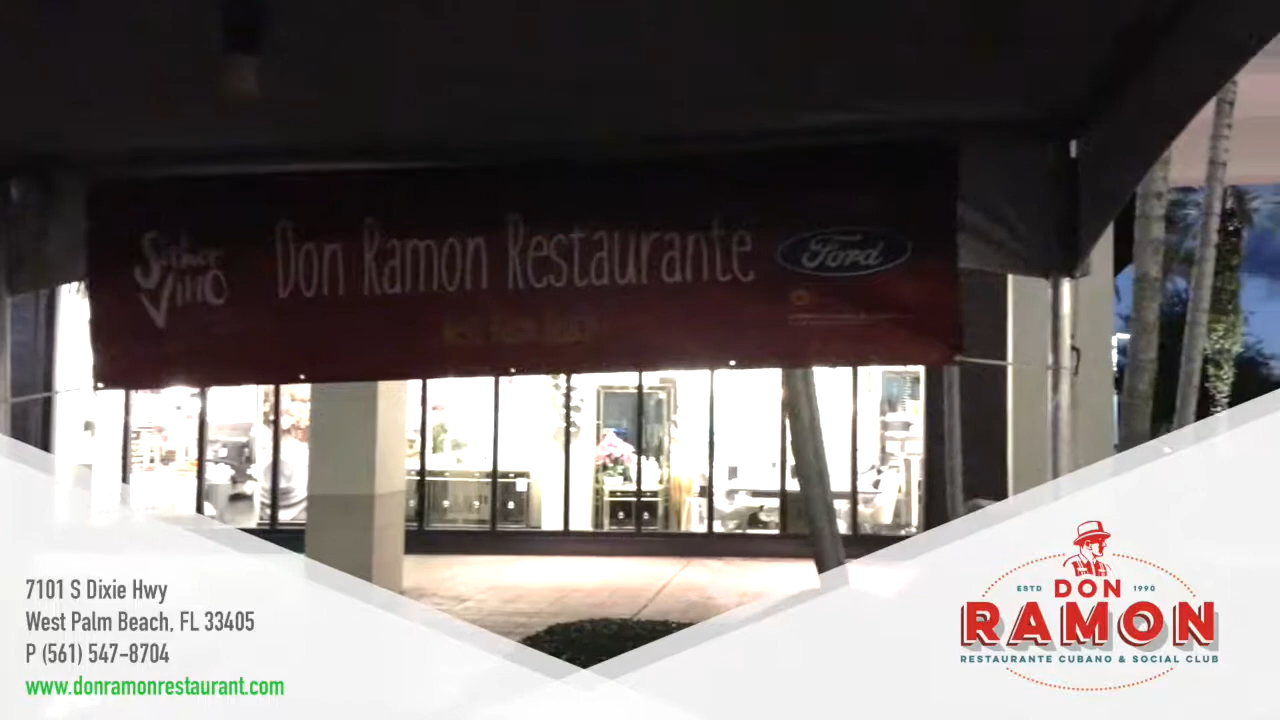 Vino
Don Ramon Restaurante
Ford
7101 S Dixie Hwy
West Palm Beach, FL 33405
P (561) 547-8704
www.donramonrestaurant.com
ESTD 1990
DON
RAMON
RESTAURANTE CUBANO & SOCIAL CLUB